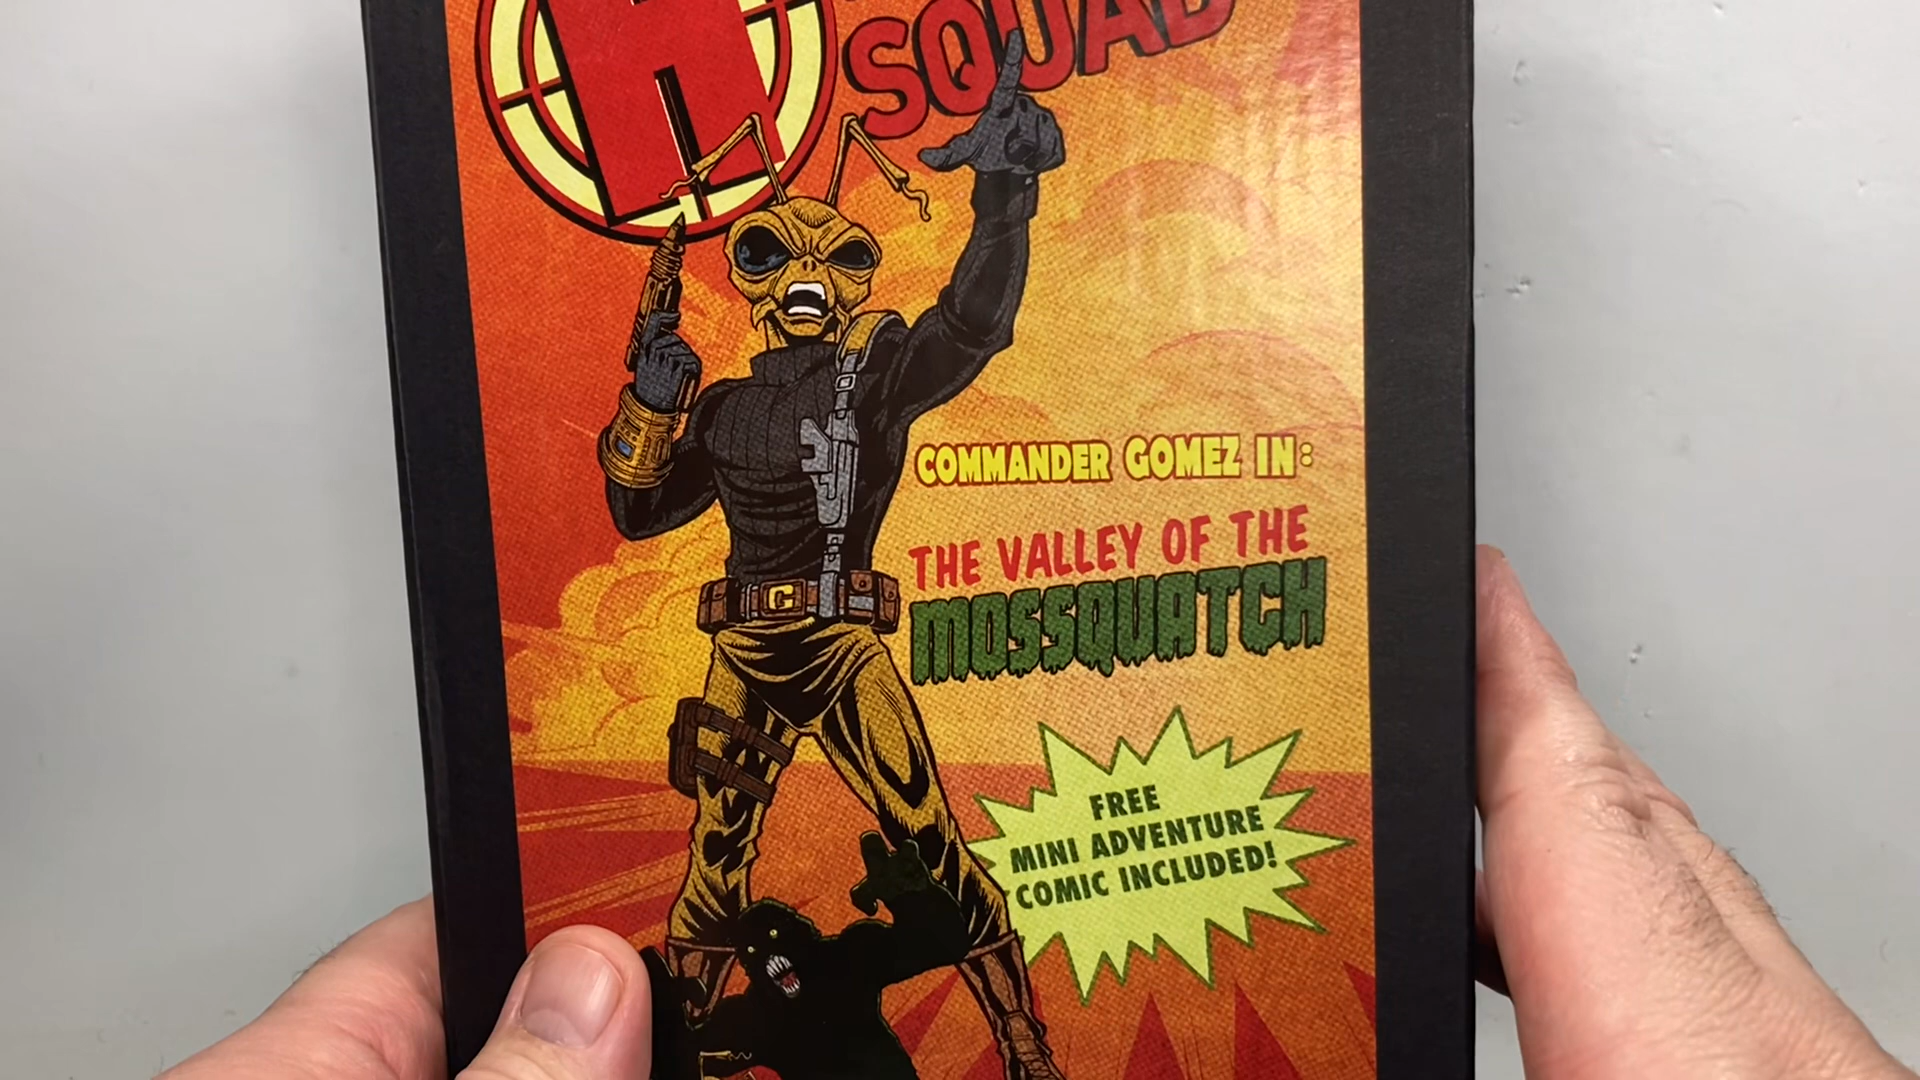 SQUAD
COMMANDER GOMEZ IN:
THE VALLEY OF THE
MOSSQUATCH
G
FREE
MINI ADVENTURE
COMIC INCLUDED!